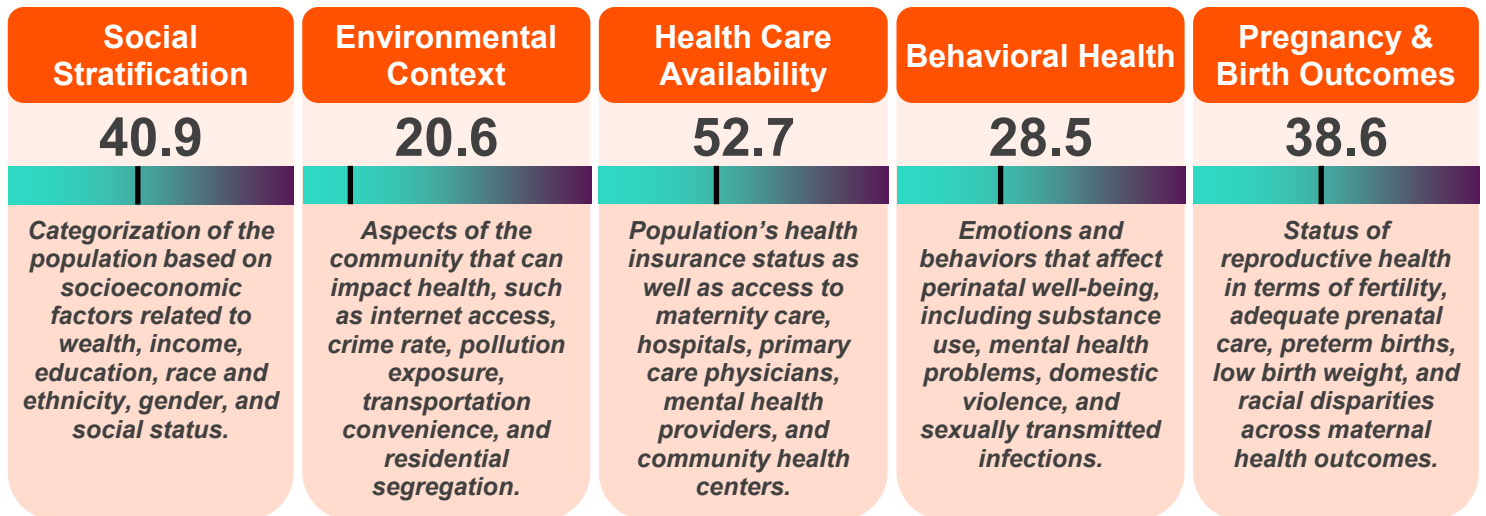 Social
Stratification
40.9
Categorization of the
population based on
socioeconomic
factors related to
wealth, income,
education, race and
ethnicity, gender, and
social status.
Environmental
Context
20.6
Aspects of the
community that can
impact health, such
as internet access,
crime rate, pollution
exposure,
transportation
convenience, and
residential
segregation.
Health Care
Availability
52.7
Population's health
insurance status as
well as access to
maternity care,
hospitals, primary
care physicians,
mental health
providers, and
community health
centers.
Behavioral Health
28.5
Emotions and
behaviors that affect
perinatal well-being,
including substance
use, mental health
problems, domestic
violence, and
sexually transmitted
infections.
Pregnancy &
Birth Outcomes
38.6
Status of
reproductive health
in terms of fertility,
adequate prenatal
care, preterm births,
low birth weight, and
racial disparities
across maternal
health outcomes.